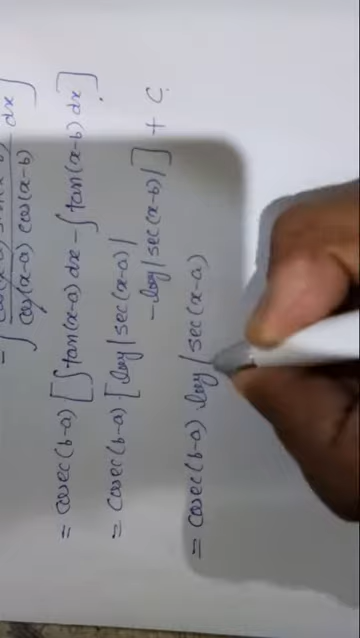 cos(x-a) cos(x-b) dx]
= cosec(b-a) [∫tan(x-a) dx - ∫tan(x-b) dx]
= cosec(b-a) [log|sec(x-a)|
-log|sec(x-b)|] + C.
= cosec(b-a) log|sec(x-a)